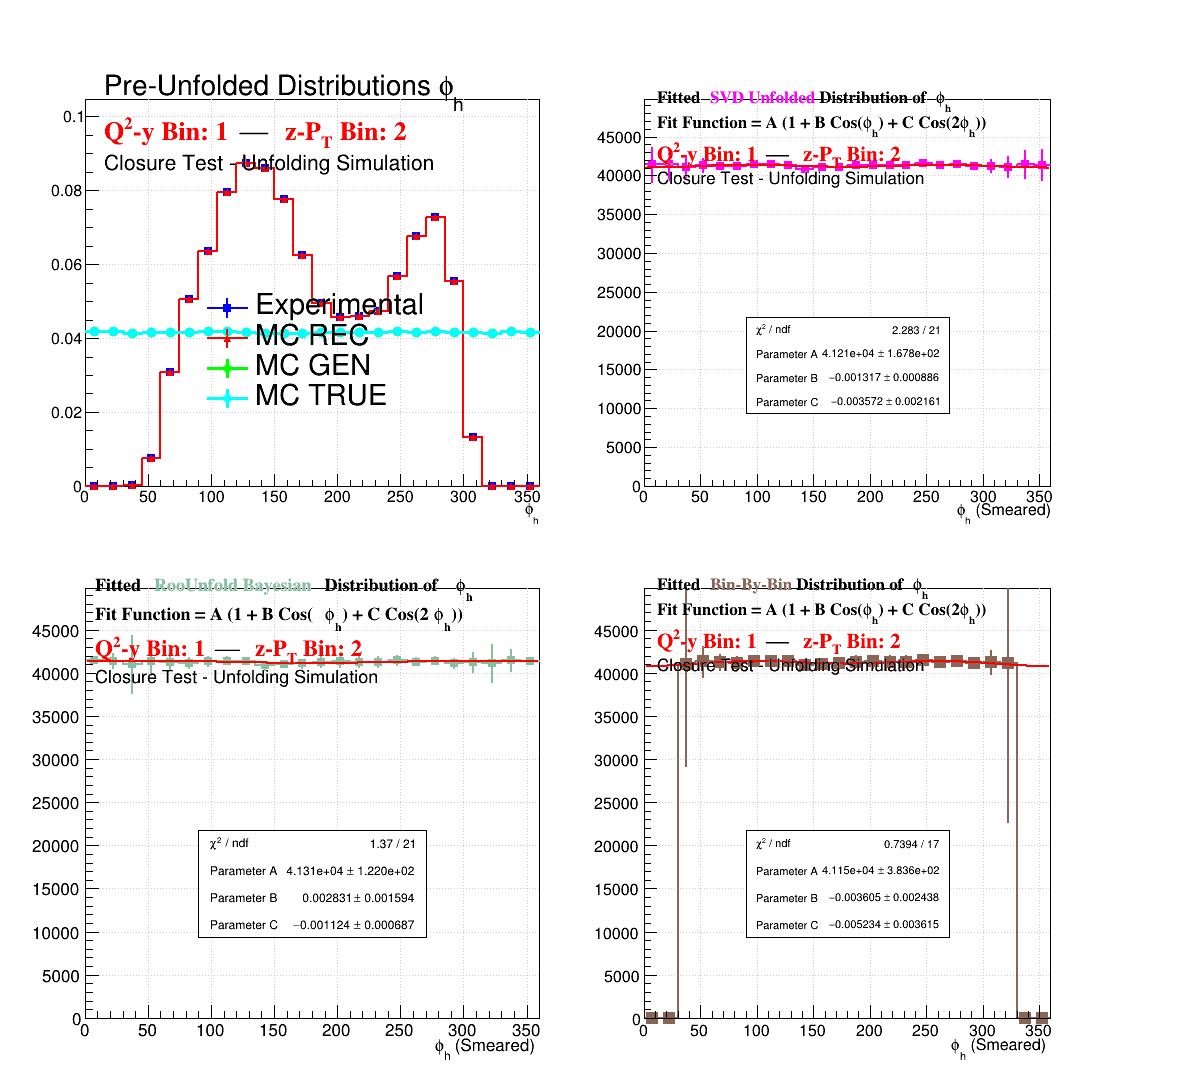 Pre-Unfolded Distributions ϕh
Q²-y Bin: 1 — z-PT Bin: 2
Closure Test - Unfolding Simulation
0.1
0.08
0.06
0.04
0.02
0
Experimental
MC REC
MC GEN
MC TRUE
0 50 100 150 200 250 300 350
ϕh
Fitted SVD Unfolded Distribution of ϕh
Fit Function = A (1 + B Cos(ϕh) + C Cos(2ϕh))
Q²-y Bin: 1 — z-PT Bin: 2
Closure Test - Unfolding Simulation
45000
40000
35000
30000
25000
20000
15000
10000
5000
0
χ² / ndf 2.283 / 21
Parameter A 4.121e+04 ± 1.678e+02
Parameter B −0.001317 ± 0.000886
Parameter C −0.003572 ± 0.002161
0 50 100 150 200 250 300 350
ϕh (Smeared)
Fitted RooUnfold Bayesian Distribution of ϕh
Fit Function = A (1 + B Cos( ϕh) + C Cos(2 ϕh))
Q²-y Bin: 1 — z-PT Bin: 2
Closure Test - Unfolding Simulation
45000
40000
35000
30000
25000
20000
15000
10000
5000
0
χ² / ndf 1.37 / 21
Parameter A 4.131e+04 ± 1.220e+02
Parameter B 0.002831 ± 0.001594
Parameter C −0.001124 ± 0.000687
0 50 100 150 200 250 300 350
ϕh (Smeared)
Fitted Bin-By-Bin Distribution of ϕh
Fit Function = A (1 + B Cos(ϕh) + C Cos(2ϕh))
Q²-y Bin: 1 — z-PT Bin: 2
Closure Test - Unfolding Simulation
45000
40000
35000
30000
25000
20000
15000
10000
5000
0
χ² / ndf 0.7394 / 17
Parameter A 4.115e+04 ± 3.836e+02
Parameter B −0.003605 ± 0.002438
Parameter C −0.005234 ± 0.003615
0 50 100 150 200 250 300 350
ϕh (Smeared)